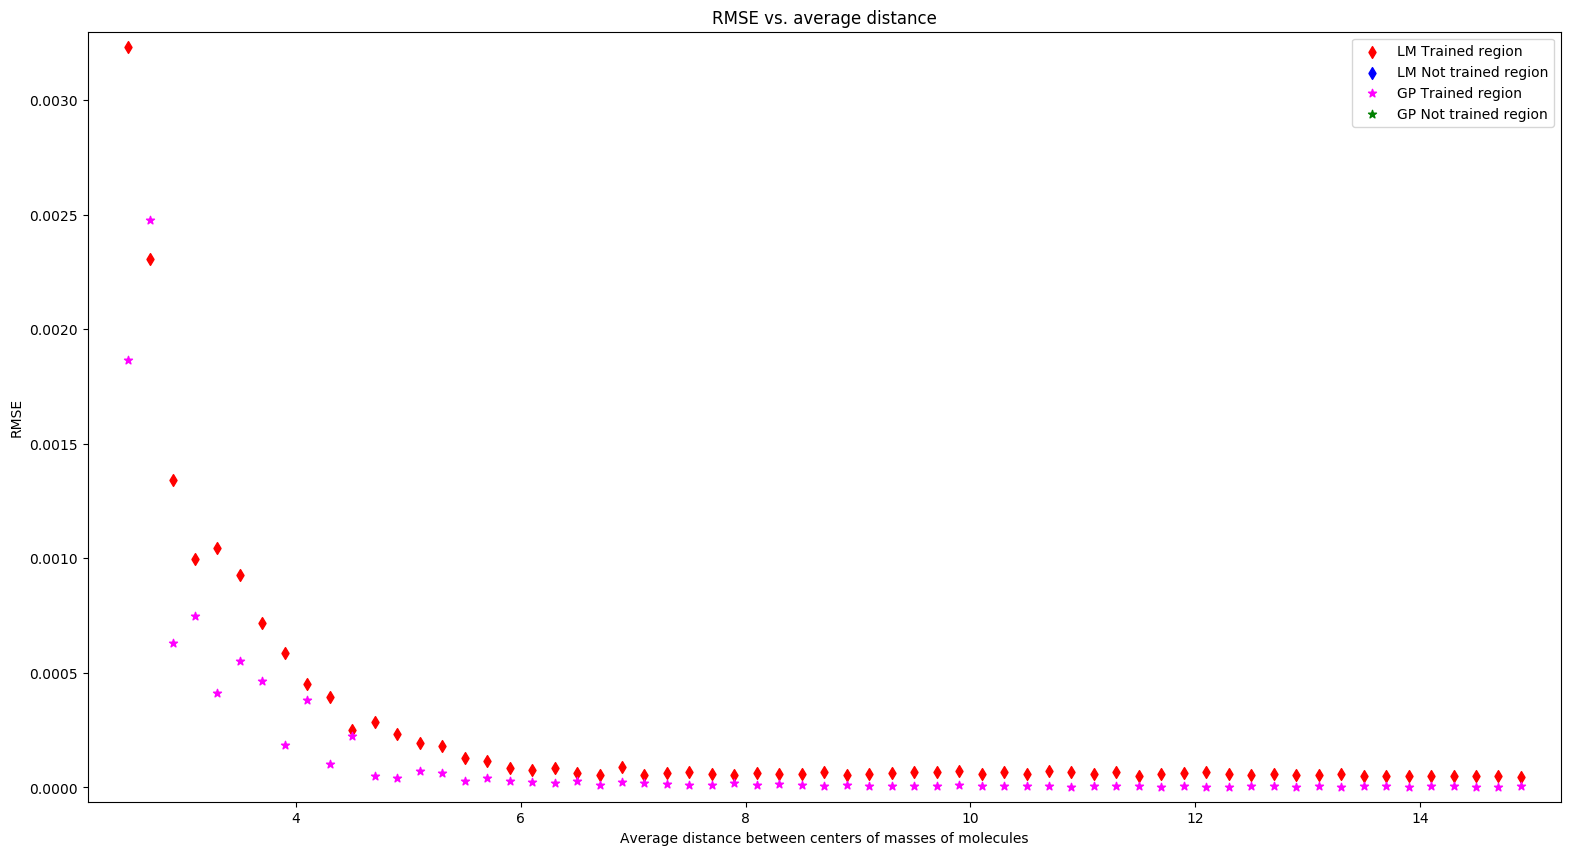 RMSE vs. average distance
LM Trained region
LM Not trained region
GP Trained region
GP Not trained region
RMSE
0.0030
0.0025
0.0020
0.0015
0.0010
0.0005
0.0000
4
6
8
10
12
14
Average distance between centers of masses of molecules